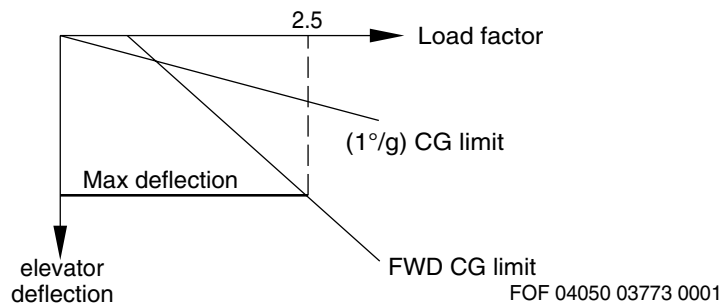 2.5
Load factor
(1°/g) CG limit
Max deflection
FWD CG limit
elevator
deflection
FOF 04050 03773 0001